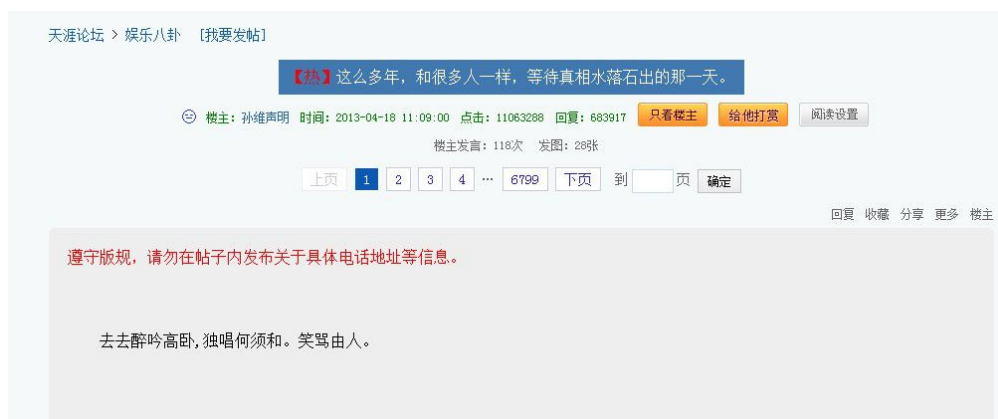 天涯论坛 > 娱乐八卦 [我要发帖]
【热】这么多年，和很多人一样，等待真相水落石出的那一天。
楼主：孙维声明 时间：2013-04-18 11:09:00 点击：11063288 回复：683917 只看楼主 给他打赏 阅读设置
楼主发言：118次 发图：28张
上页 1 2 3 4 … 6799 下页 到 页 确定
回复 收藏 分享 更多 楼主
遵守版规，请勿在帖子内发布关于具体电话地址等信息。
去去醉吟高卧,独唱何须和。笑骂由人。